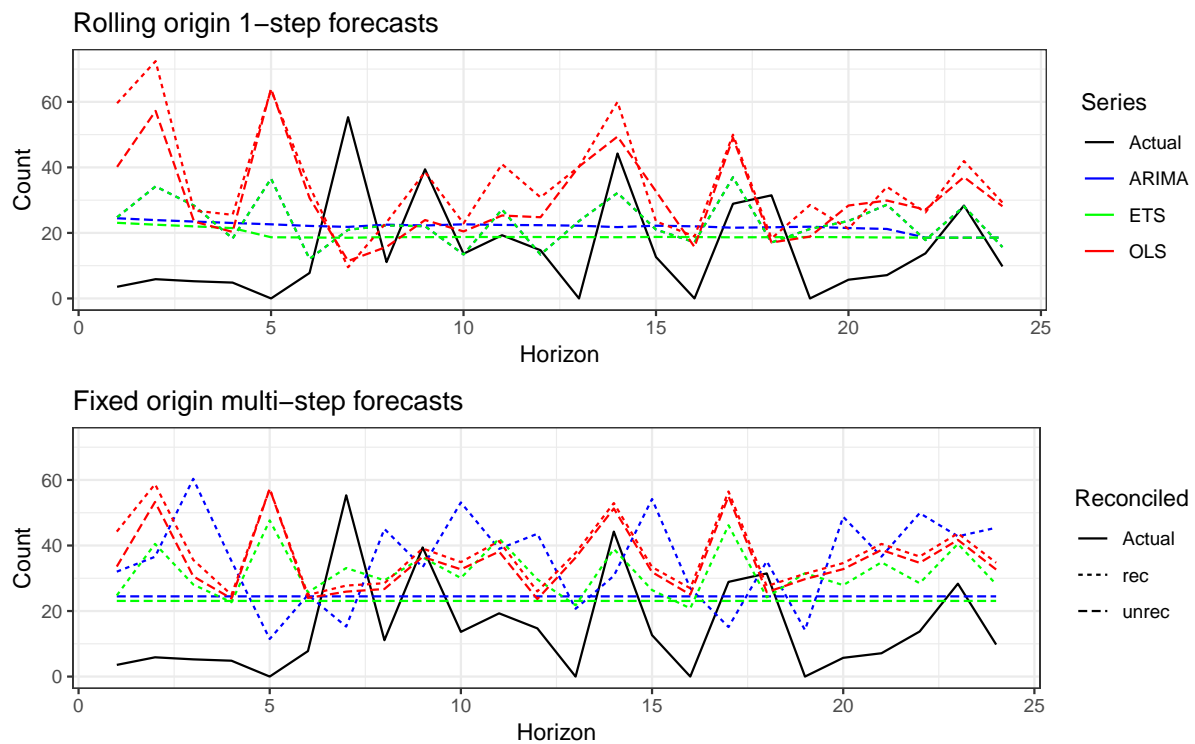 Rolling origin 1−step forecasts
60
40
20
0
Count
0 5 10 15 20 25
Horizon
Series
Actual
ARIMA
ETS
OLS
Fixed origin multi−step forecasts
60
40
20
0
Count
0 5 10 15 20 25
Horizon
Reconciled
Actual
rec
unrec